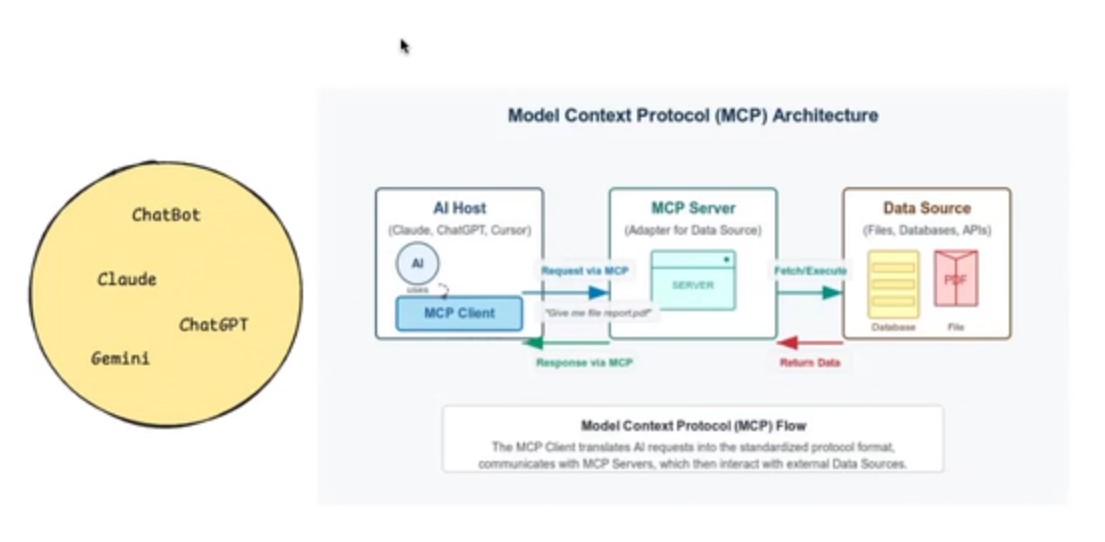 ChatBot
Claude
ChatGPT
Gemini
Model Context Protocol (MCP) Architecture
AI Host
(Claude, ChatGPT, Cursor)
AI
uses
MCP Client
Request via MCP
"Give me file report.pdf"
Response via MCP
MCP Server
(Adapter for Data Source)
SERVER
Fetch/Execute
Return Data
Data Source
(Files, Databases, APIs)
PDF
Database
File
Model Context Protocol (MCP) Flow
The MCP Client translates AI requests into the standardized protocol format,
communicates with MCP Servers, which then interact with external Data Sources.